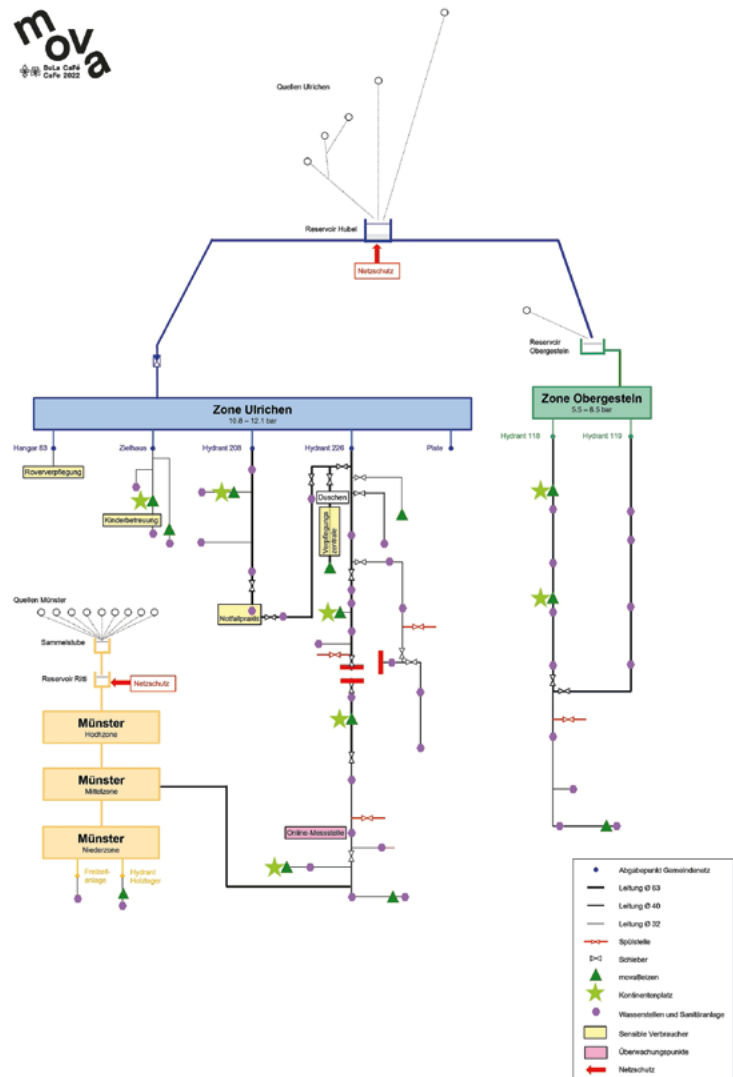 mova
BuLa CaFé
CaFe 2022
Quellen Ulrichen
Reservoir Hubel
Netzschutz
Reservoir
Obergesteln
Zone Ulrichen
10.8 – 12.1 bar
Zone Obergesteln
5.5 – 8.5 bar
Hangar 83
Zielhaus
Hydrant 208
Hydrant 226
Piste
Hydrant 118
Hydrant 119
Roververpflegung
Kinderbetreuung
Duschen
Verpflegungs
zentrale
Notfallpraxis
Quellen Münster
Sammelstube
Reservoir Ritti
Netzschutz
Münster
Hochzone
Münster
Mittelzone
Münster
Niederzone
Freizeit-
anlage
Hydrant
Holzlager
Online-Messstelle
Abgabepunkt Gemeindenetz
Leitung Ø 63
Leitung Ø 40
Leitung Ø 32
Spülstelle
Schieber
movaBeizen
Kontinentenplatz
Wasserstellen und Sanitäranlage
Sensible Verbraucher
Überwachungspunkte
Netzschutz